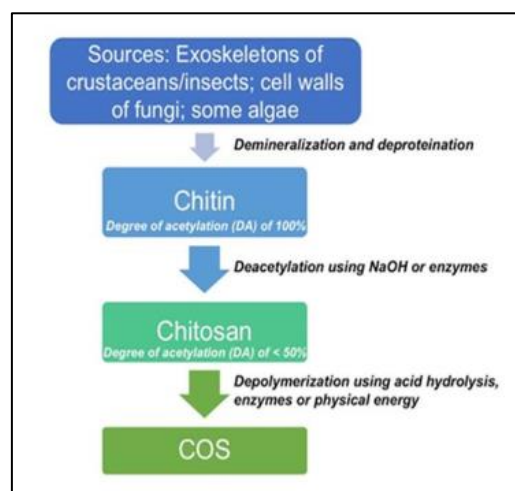 Sources: Exoskeletons of
crustaceans/insects; cell walls
of fungi; some algae
Demineralization and deproteination
Chitin
Degree of acetylation (DA) of 100%
Deacetylation using NaOH or enzymes
Chitosan
Degree of acetylation (DA) of < 50%
Depolymerization using acid hydrolysis,
enzymes or physical energy
COS